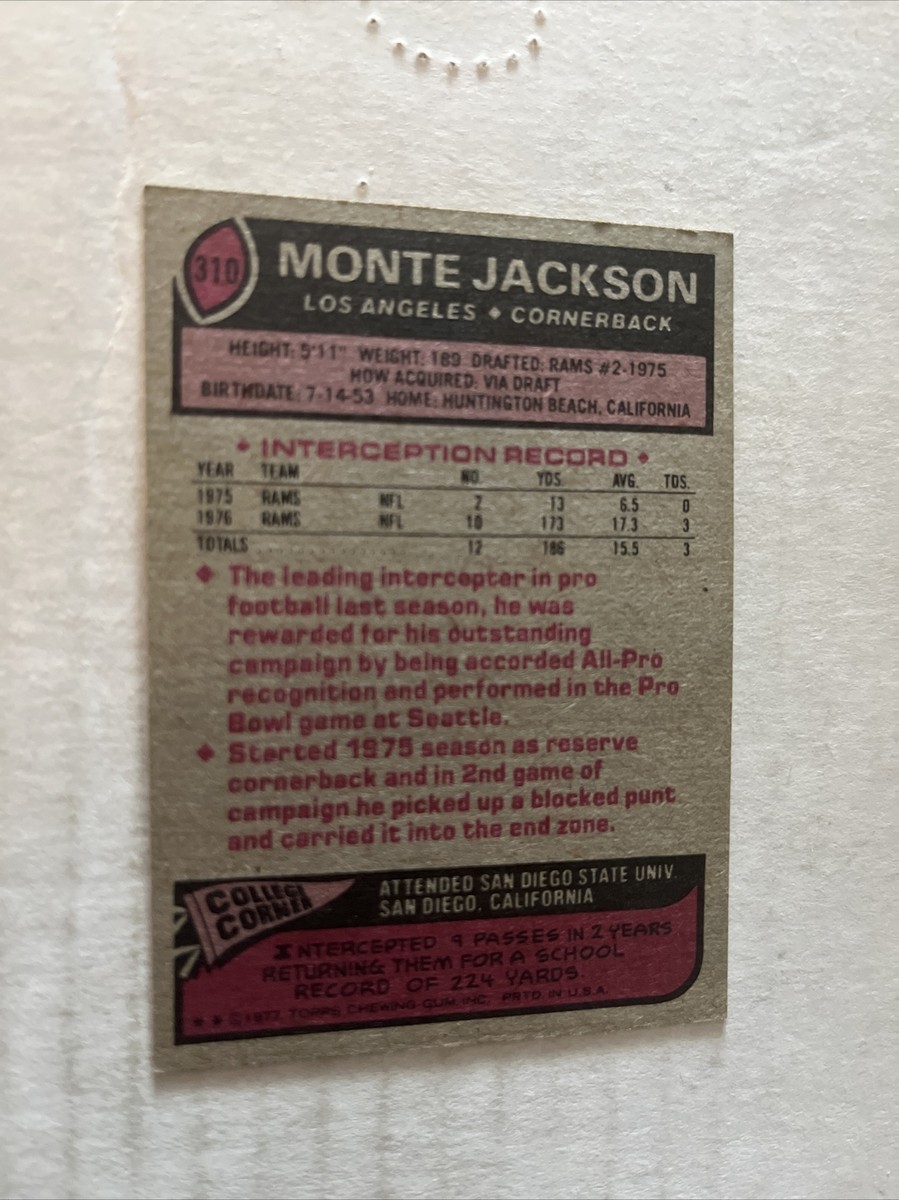 310
MONTE JACKSON
LOS ANGELES ♦ CORNERBACK
HEIGHT: 5'11" WEIGHT: 189 DRAFTED: RAMS #2-1975
HOW ACQUIRED: VIA DRAFT
BIRTHDATE: 7-14-53 HOME: HUNTINGTON BEACH, CALIFORNIA
♦ INTERCEPTION RECORD ♦
YEAR TEAM NO. YDS. AVG. TDS.
1975 RAMS NFL 2 13 6.5 0
1976 RAMS NFL 10 173 17.3 3
TOTALS 12 186 15.5 3
♦ The leading intercepter in pro
football last season, he was
rewarded for his outstanding
campaign by being accorded All-Pro
recognition and performed in the Pro
Bowl game at Seattle.
♦ Started 1975 season as reserve
cornerback and in 2nd game of
campaign he picked up a blocked punt
and carried it into the end zone.
COLLEGE
CORNER
ATTENDED SAN DIEGO STATE UNIV.
SAN DIEGO, CALIFORNIA
INTERCEPTED 9 PASSES IN 2 YEARS
RETURNING THEM FOR A SCHOOL
RECORD OF 224 YARDS.
★ ★ © 1977 TOPPS CHEWING GUM, INC. PRTD. IN U.S.A.